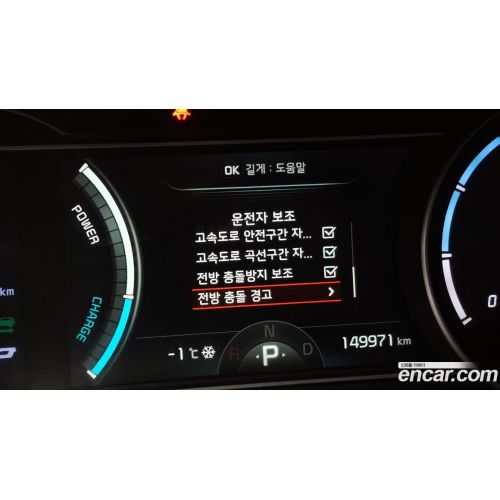 OK 길게 : 도움말
운전자 보조
고속도로 안전구간 자...
고속도로 곡선구간 자...
전방 충돌방지 보조
전방 충돌 경고
POWER
CHARGE
km
-1℃
R
N
P
D
149971 km
0
encar.com